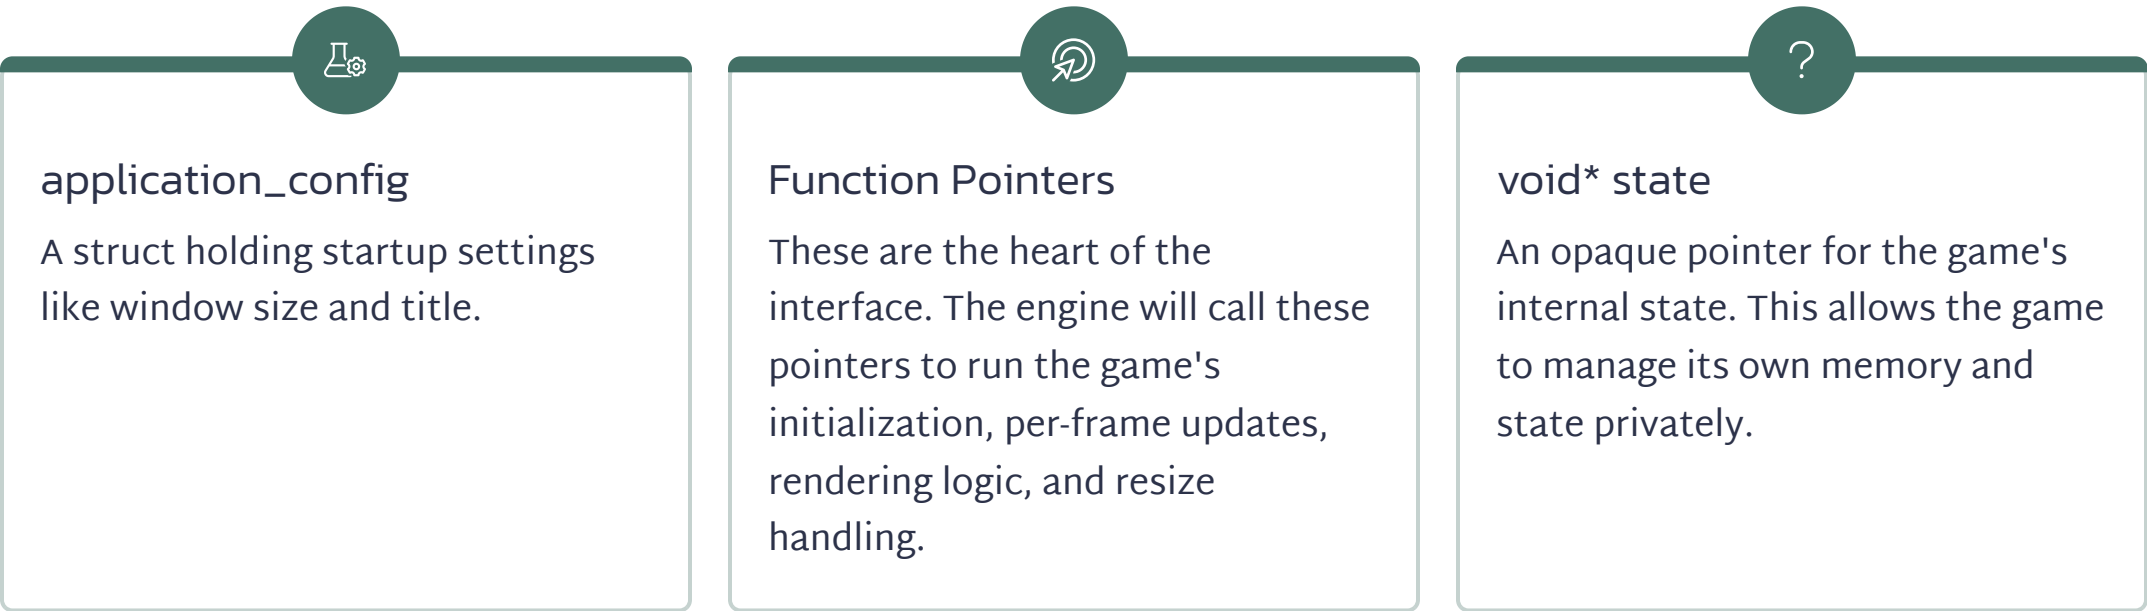 application_config
A struct holding startup settings
like window size and title.
Function Pointers
These are the heart of the
interface. The engine will call these
pointers to run the game's
initialization, per-frame updates,
rendering logic, and resize
handling.
void* state
An opaque pointer for the game's
internal state. This allows the game
to manage its own memory and
state privately.